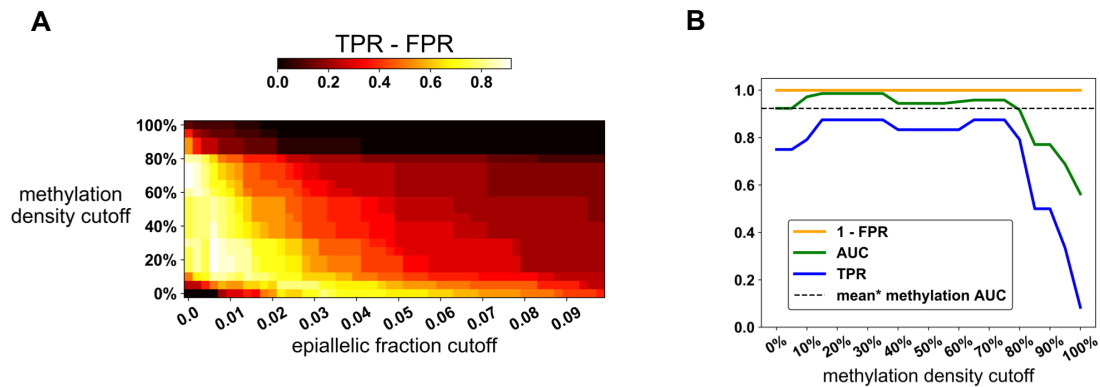 A
TPR - FPR
0.0 0.2 0.4 0.6 0.8
100%
80%
60%
40%
20%
0%
methylation
density cutoff
0.0 0.01 0.02 0.03 0.04 0.05 0.06 0.07 0.08 0.09
epiallelic fraction cutoff
B
1.0
0.8
0.6
0.4
0.2
0.0
1 - FPR
AUC
TPR
mean* methylation AUC
0% 10% 20% 30% 40% 50% 60% 70% 80% 90% 100%
methylation density cutoff